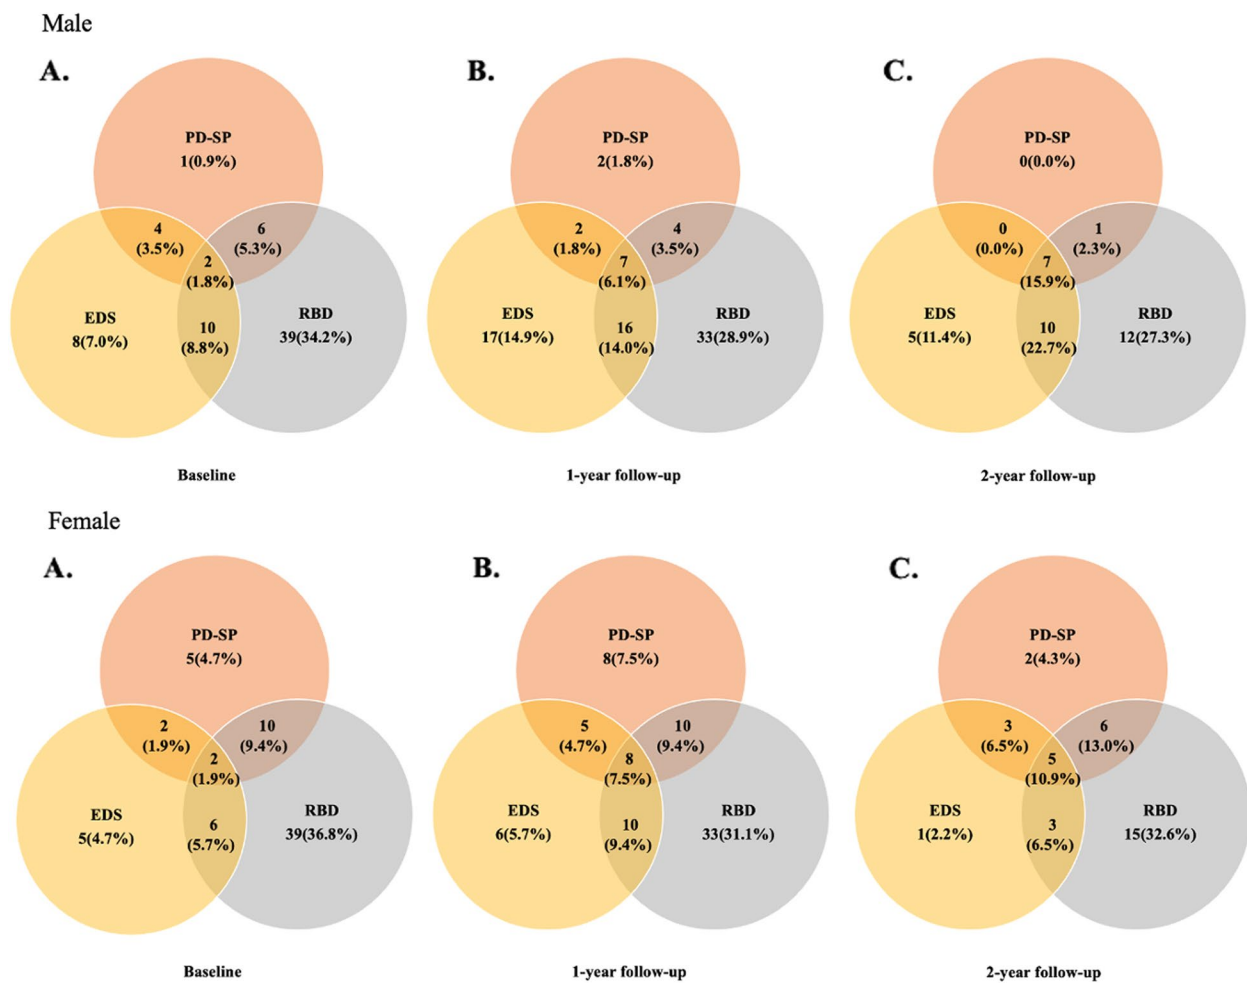 Male
A.
PD-SP
1(0.9%)
4
(3.5%)
6
(5.3%)
2
(1.8%)
EDS
8(7.0%)
10
(8.8%)
RBD
39(34.2%)
Baseline
B.
PD-SP
2(1.8%)
2
(1.8%)
4
(3.5%)
7
(6.1%)
EDS
17(14.9%)
16
(14.0%)
RBD
33(28.9%)
1-year follow-up
C.
PD-SP
0(0.0%)
0
(0.0%)
1
(2.3%)
7
(15.9%)
EDS
5(11.4%)
10
(22.7%)
RBD
12(27.3%)
2-year follow-up
Female
A.
PD-SP
5(4.7%)
2
(1.9%)
10
(9.4%)
2
(1.9%)
EDS
5(4.7%)
6
(5.7%)
RBD
39(36.8%)
Baseline
B.
PD-SP
8(7.5%)
5
(4.7%)
10
(9.4%)
8
(7.5%)
EDS
6(5.7%)
10
(9.4%)
RBD
33(31.1%)
1-year follow-up
C.
PD-SP
2(4.3%)
3
(6.5%)
6
(13.0%)
5
(10.9%)
EDS
1(2.2%)
3
(6.5%)
RBD
15(32.6%)
2-year follow-up